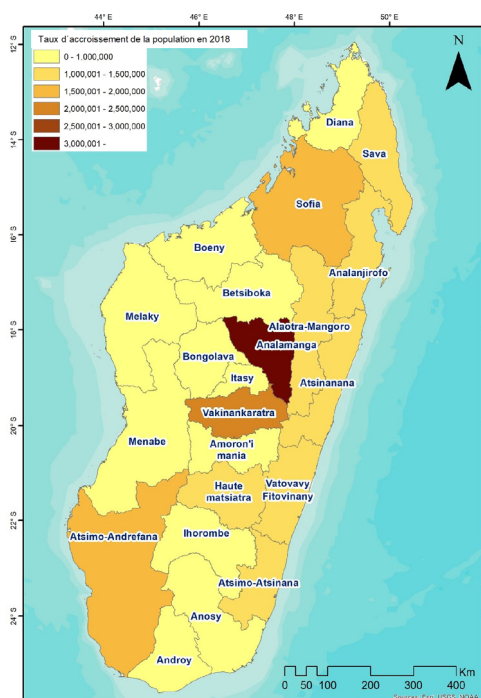 44°E
46°E
48°E
50°E
Taux d`accroissement de la population en 2018
0 - 1.000,000
1,000,001 - 1,500,000
1,500,001 - 2,000,000
2,000,001 - 2,500,000
2,500,001 - 3,000,000
3,000,001 -
N
12°S
14°S
16°S
18°S
20°S
22°S
24°S
Diana
Sava
Sofia
Boeny
Analanjirofo
Betsiboka
Melaky
Alaotra-Mangoro
Analamanga
Bongolava
Itasy
Atsinanana
Vakinankaratra
Menabe
Amoron'i
mania
Haute
matsiatra
Vatovavy
Fitovinany
Atsimo-Andrefana
Ihorombe
Atsimo-Atsinana
Anosy
Androy
Km
0 50 100 200 300 400